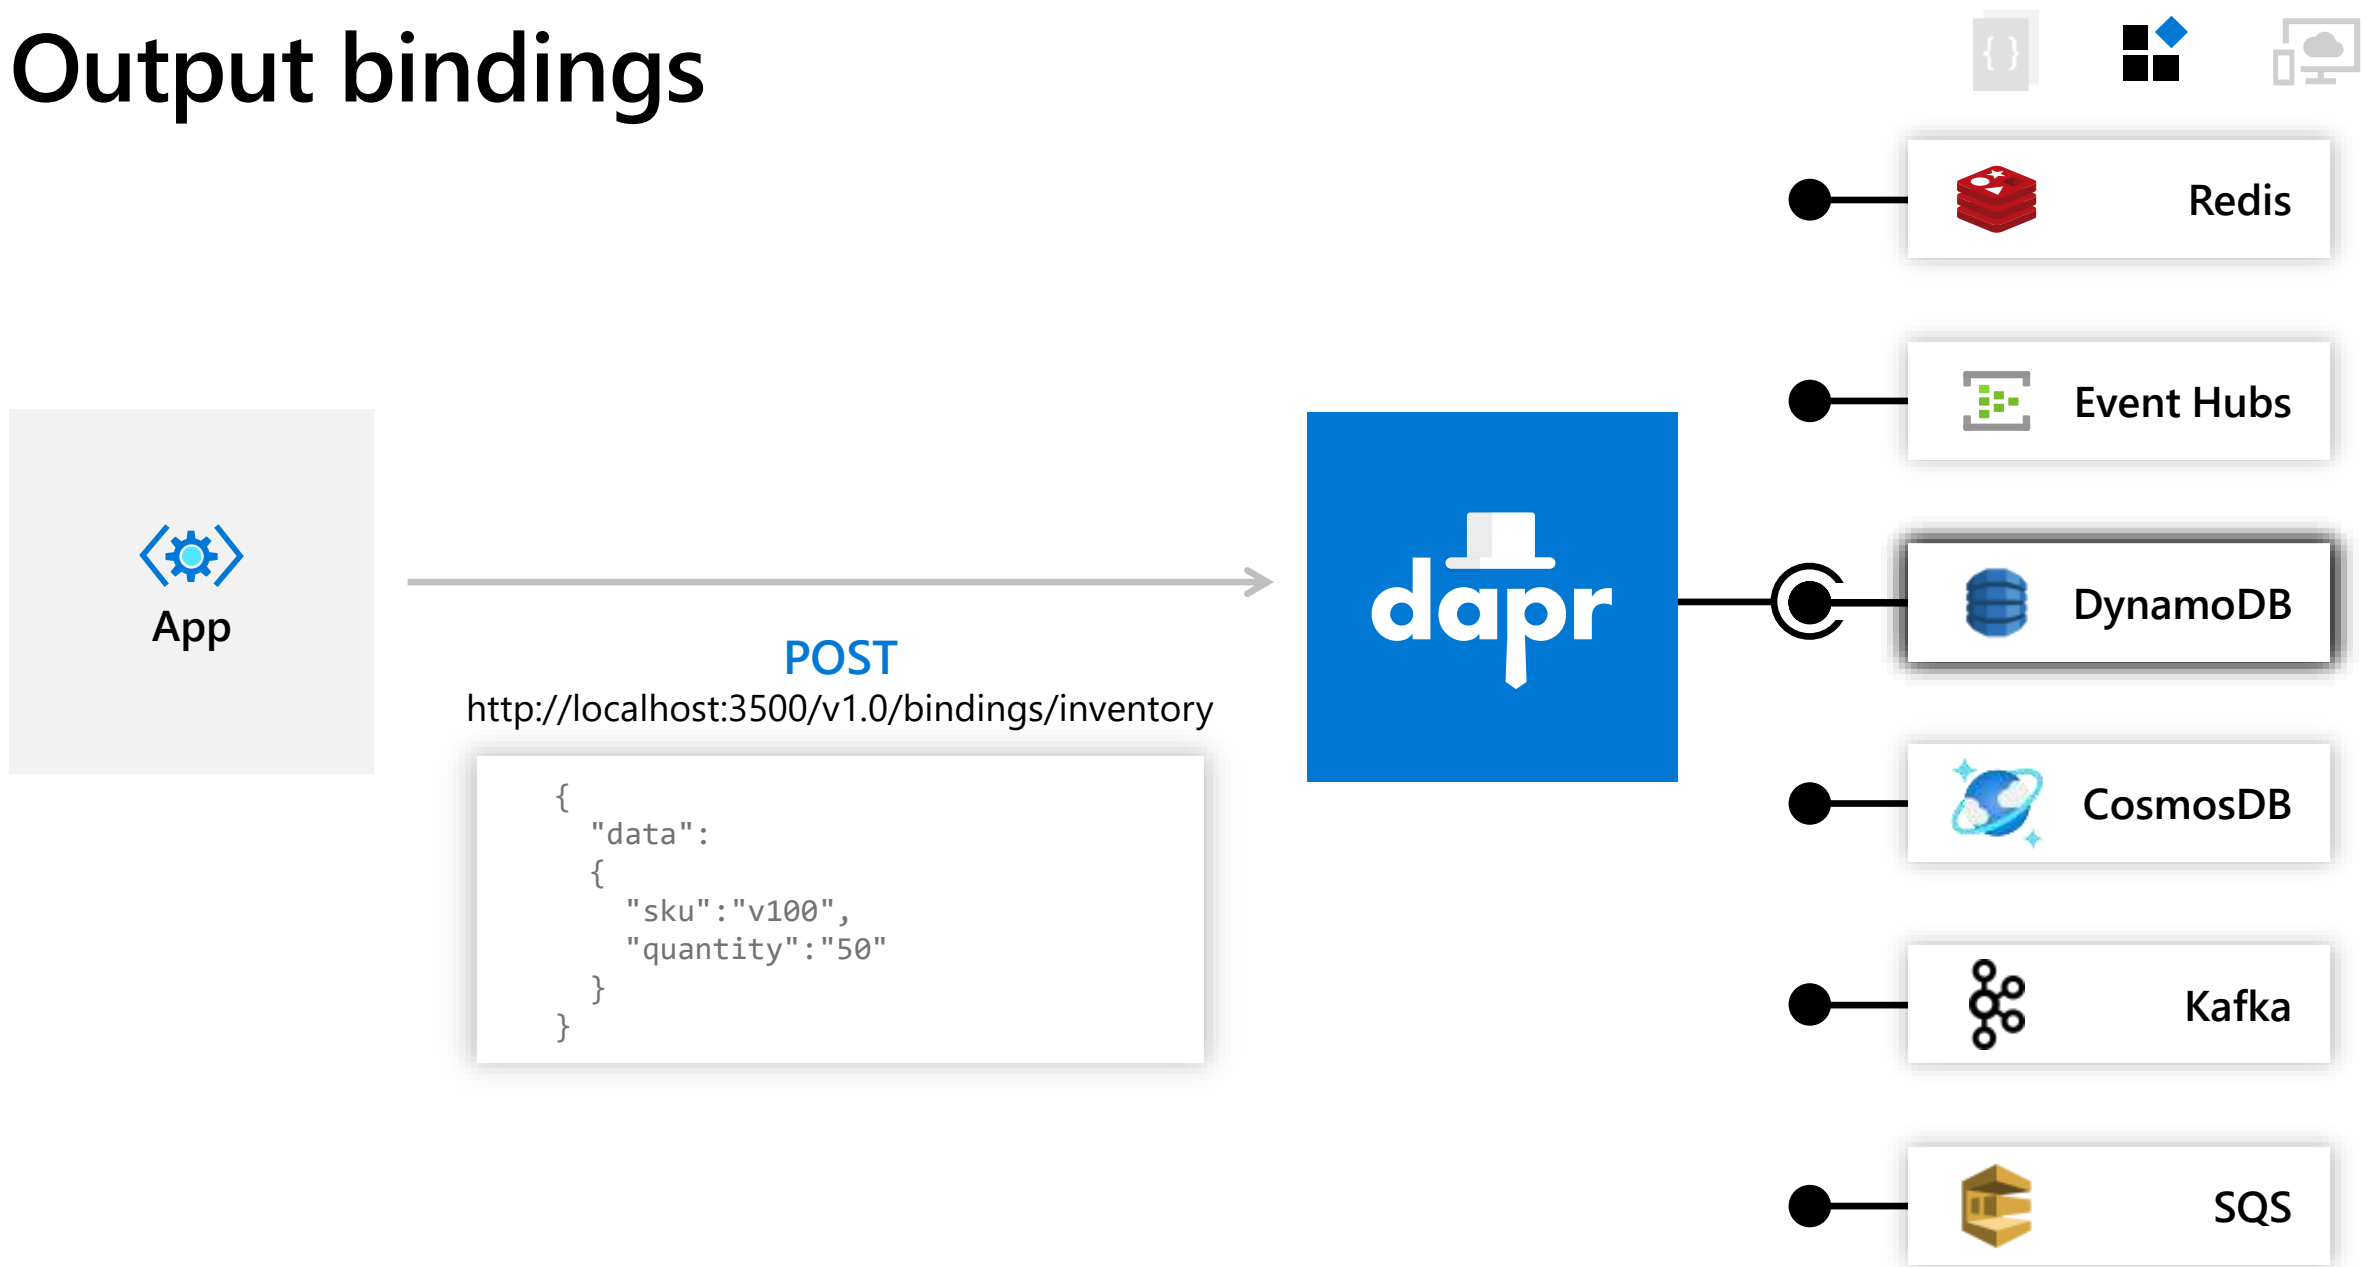 Output bindings
{ }
Redis
Event Hubs
App
dapr
DynamoDB
POST
http://localhost:3500/v1.0/bindings/inventory
{
"data":
{
"sku":"v100",
"quantity":"50"
}
}
CosmosDB
Kafka
SQS